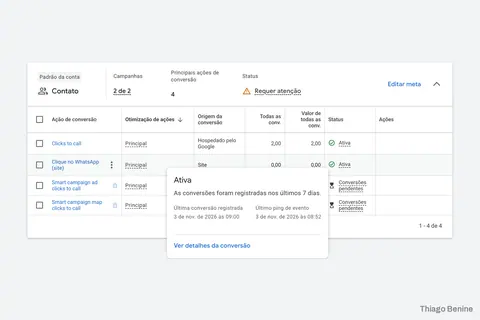 Padrão da conta
Contato
Campanhas
2 de 2
Principais ações de
conversão
4
Status
Requer atenção
Editar meta
Ação de conversão
Otimização de ações
Origem da
conversão
Todas as
conv.
Valor de
todas as
conv.
Status
Ações
Clicks to call
Principal
Hospedado pelo
Google
2,00
2,00
Ativa
Clique no WhatsApp
(site)
Principal
Site
0,00
0,00
Ativa
Smart campaign ad
clicks to call
Principal
Conversões
pendentes
Smart campaign map
clicks to call
Principal
Conversões
pendentes
Ativa
As conversões foram registradas nos últimos 7 dias.
Última conversão registrada
3 de nov. de 2026 às 09:00
Último ping de evento
3 de nov. de 2026 às 08:52
Ver detalhes da conversão
1 - 4 de 4
Thiago Benine